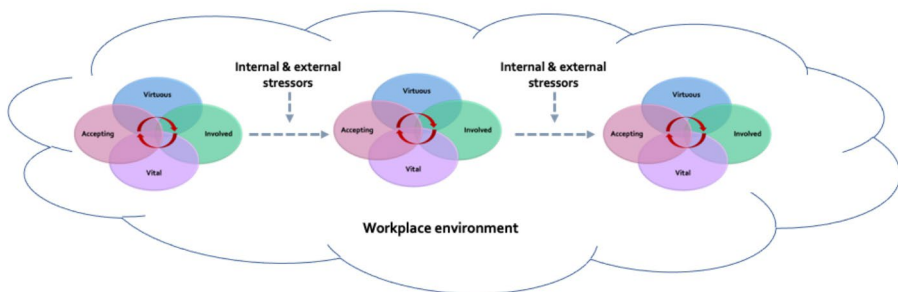 Internal & external
stressors
Internal & external
stressors
Virtuous
Accepting
Involved
Vital
Virtuous
Accepting
Involved
Vital
Virtuous
Accepting
Involved
Vital
Workplace environment